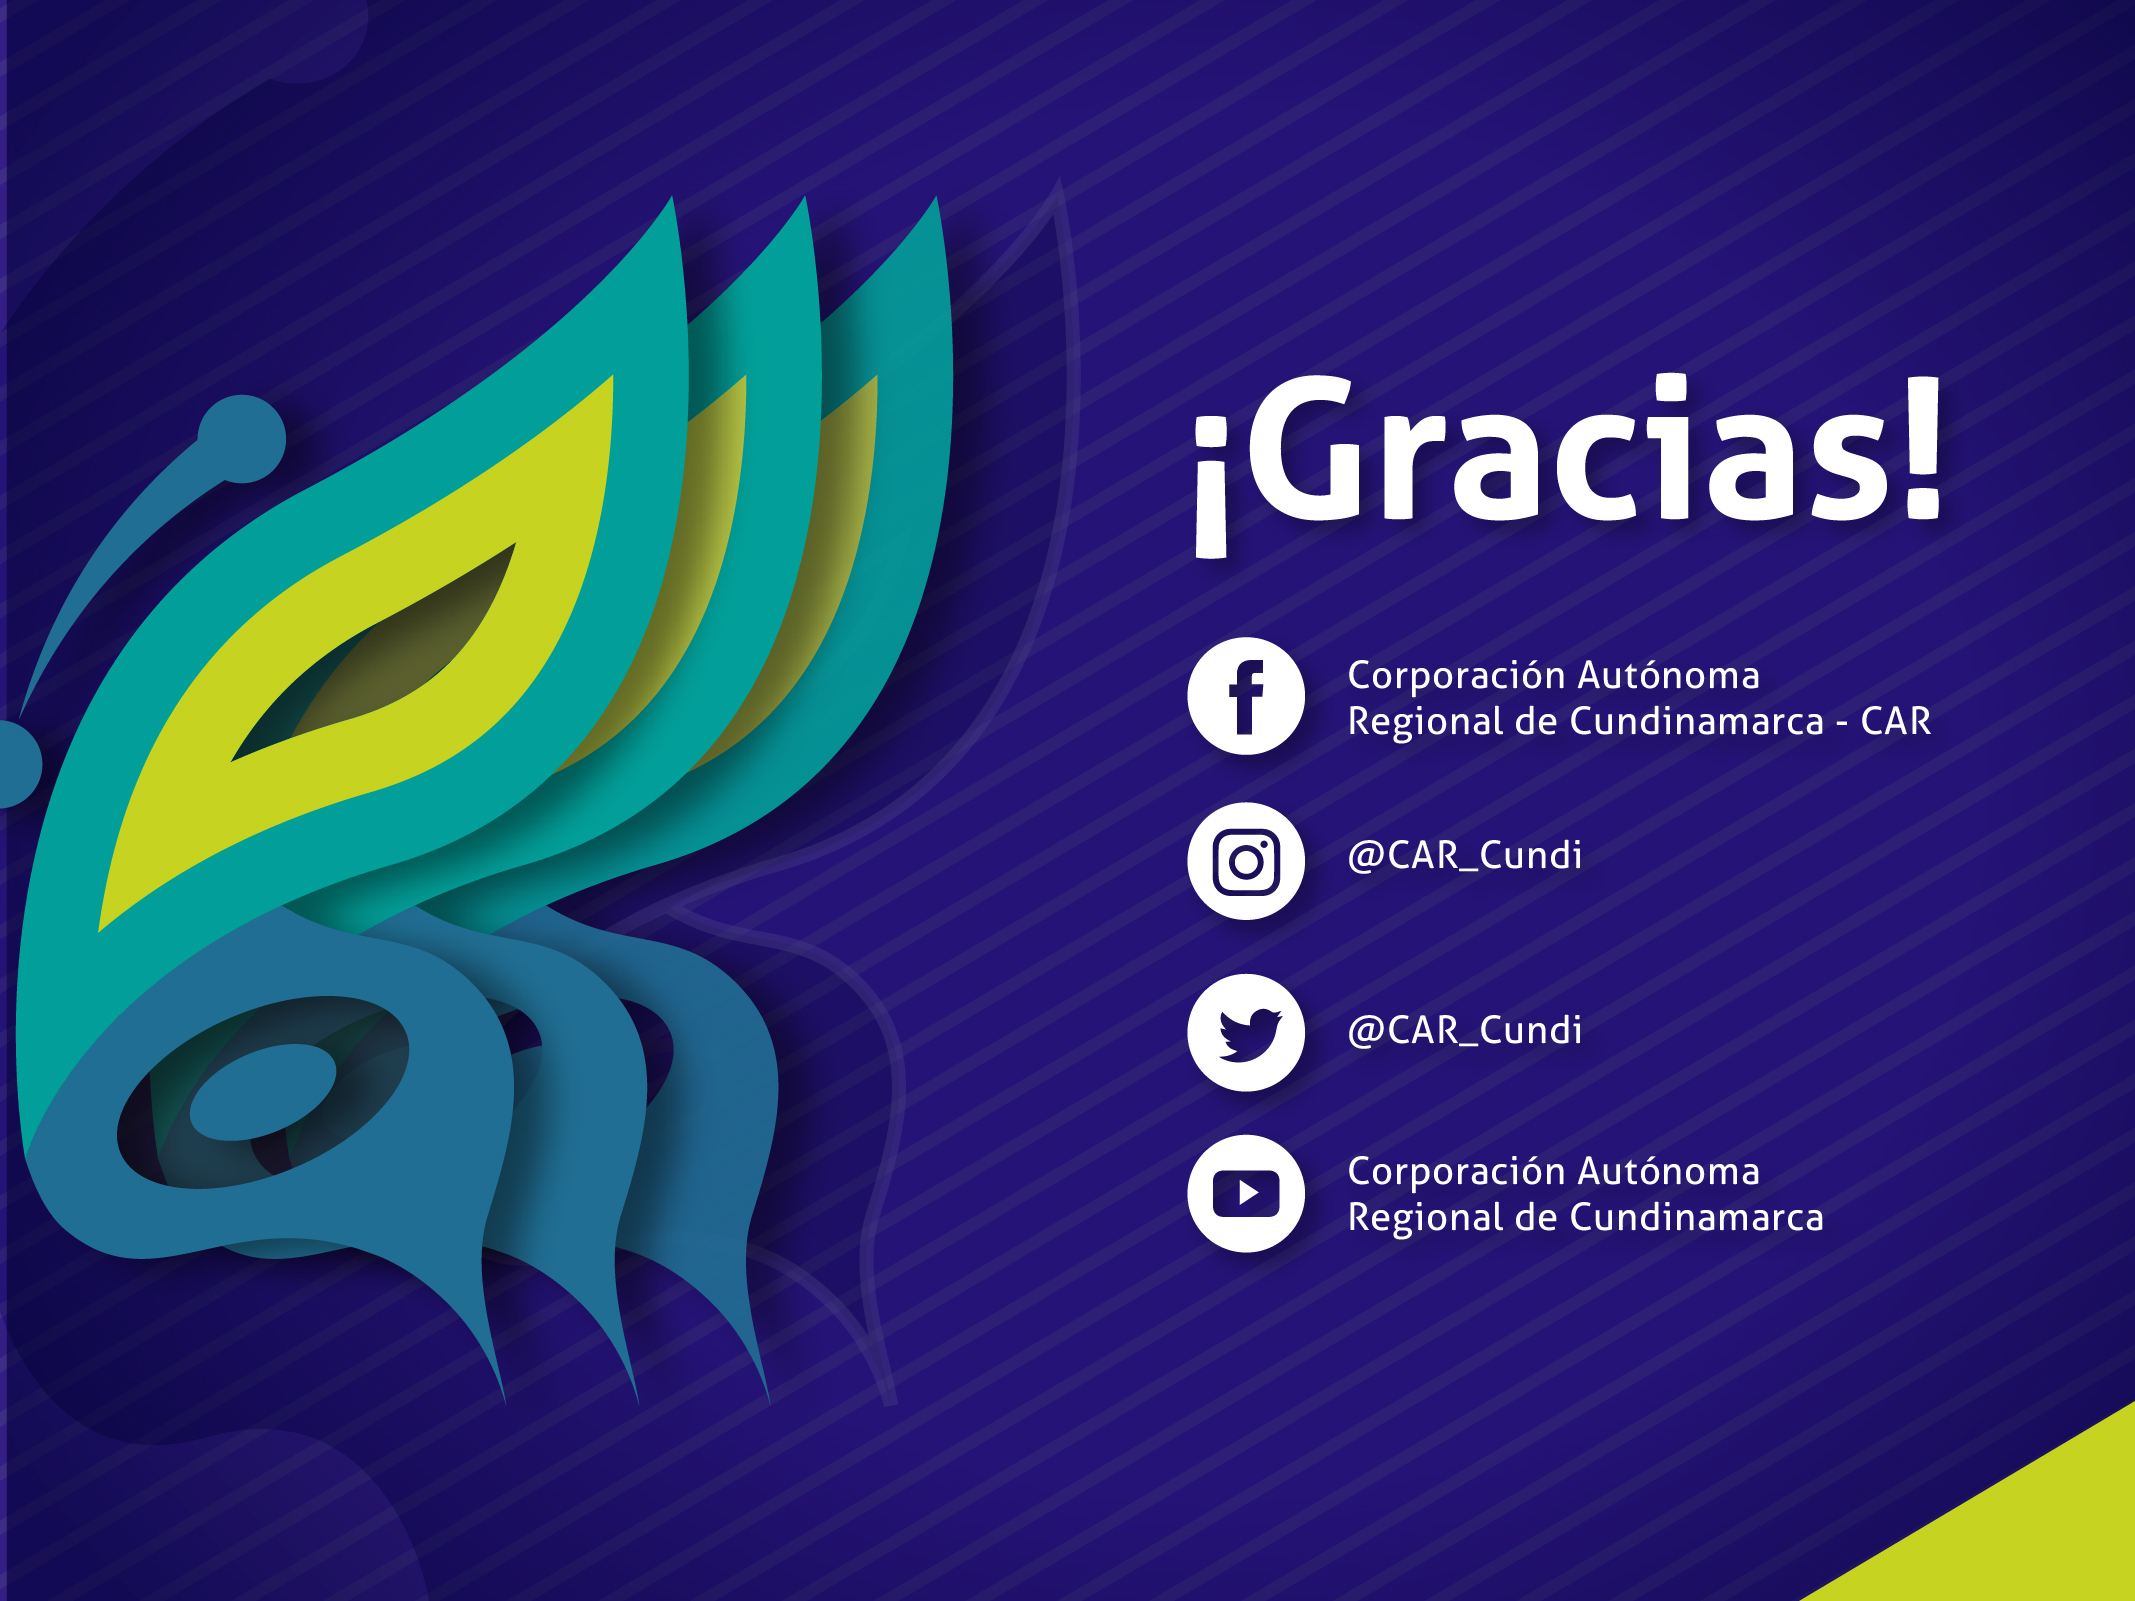 ¡Gracias!
Corporación Autónoma
Regional de Cundinamarca - CAR
@CAR_Cundi
@CAR_Cundi
Corporación Autónoma
Regional de Cundinamarca